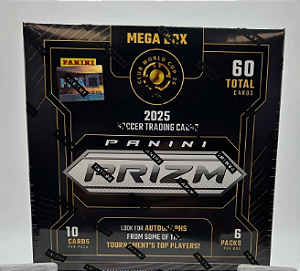 MEGA BOX
PANINI
CLUB WORLD CUP 25
60
TOTAL
CARDS
2025
SOCCER TRADING CARDS
PANINI
PRIZM
10
CARDS
PER PACK
LOOK FOR AUTOGRAPHS
FROM SOME OF THE
TOURNAMENT'S TOP PLAYERS!
6
PACKS
PER BOX